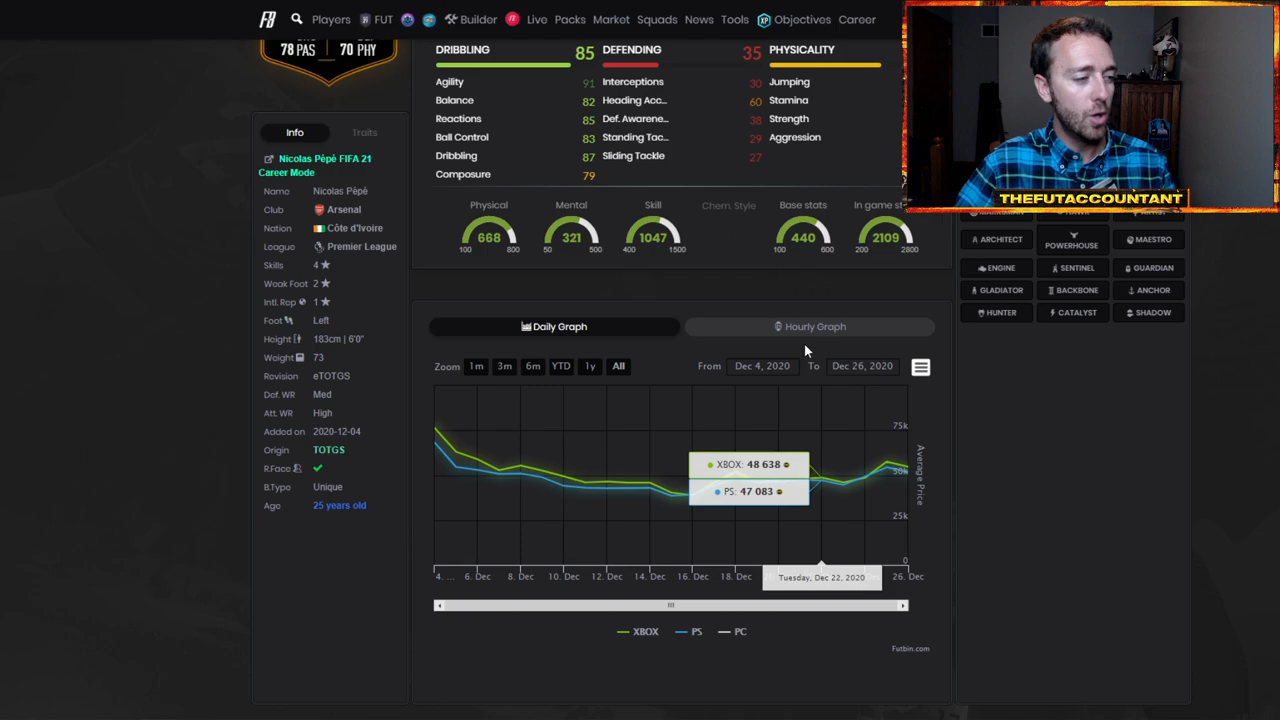 Players FUT Builder Live Packs Market Squads News Tools Objectives Career
78 PAS 70 PHY
DRIBBLING 85
Agility 91
Balance 82
Reactions 85
Ball Control 83
Dribbling 87
Composure 79
DEFENDING 35
Interceptions 30
Heading Acc... 60
Def. Awarene... 38
Standing Tac... 29
Sliding Tackle 27
PHYSICALITY
Jumping
Stamina
Strength
Aggression
THEFUTACCOUNTANT
Info Traits
Nicolas Pépé FIFA 21
Career Mode
Name Nicolas Pépé
Club Arsenal
Nation Côte d'Ivoire
League Premier League
Skills 4★
Weak Foot 2★
Intl. Rep 1★
Foot Left
Height 183cm | 6'0"
Weight 73
Revision eTOTGS
Def. WR Med
Att. WR High
Added on 2020-12-04
Origin TOTGS
R.Face
B.Type Unique
Age 25 years old
Physical Mental Skill Chem. Style Base stats In game st
668 321 1047 440 2109
100 800 50 500 100 1500 100 600 200 2800
ARCHITECT POWERHOUSE MAESTRO
ENGINE SENTINEL GUARDIAN
GLADIATOR BACKBONE ANCHOR
HUNTER CATALYST SHADOW
Daily Graph Hourly Graph
Zoom 1m 3m 6m YTD 1y All From Dec 4, 2020 To Dec 26, 2020
75k
50k
25k
0
Average Price
XBOX: 48 638
PS: 47 083
4. ... 6. Dec 8. Dec 10. Dec 12. Dec 14. Dec 16. Dec 18. Dec 26. Dec
Tuesday, Dec 22, 2020
XBOX PS PC
Futbin.com